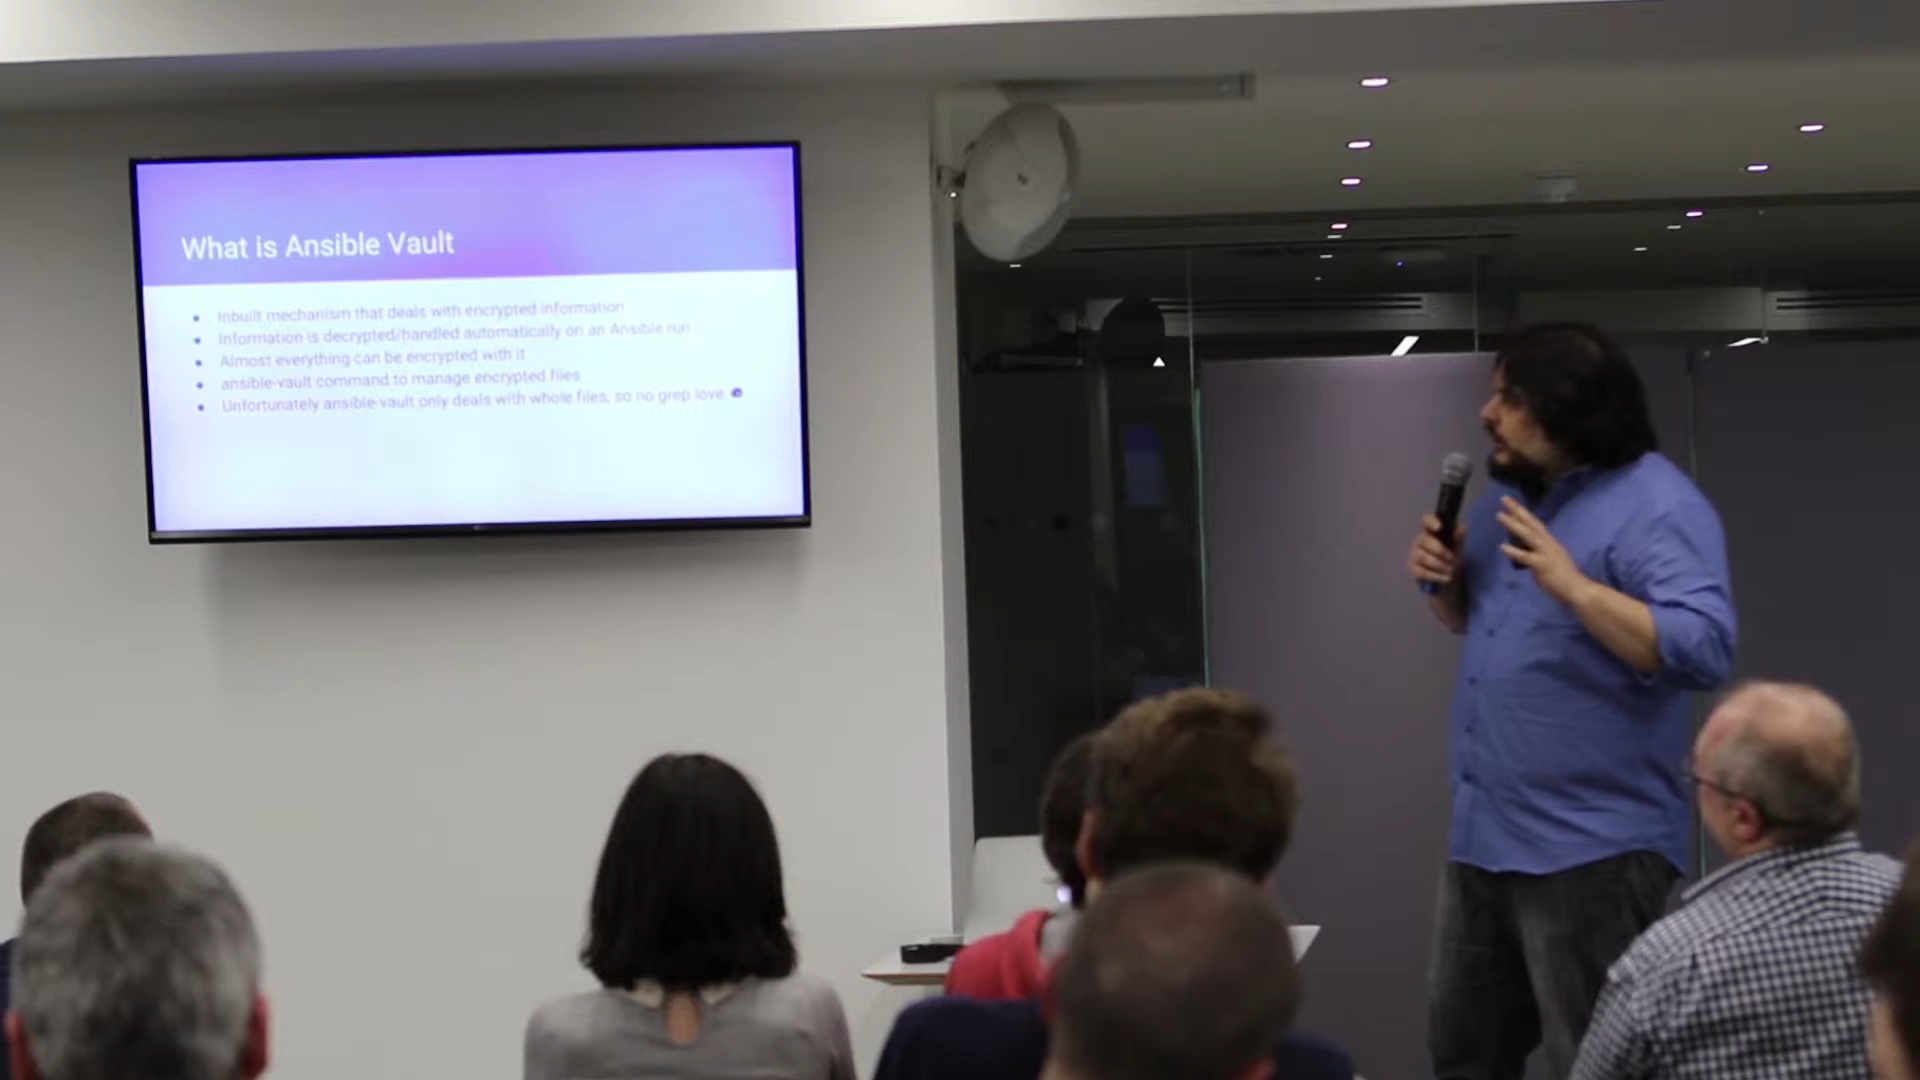 What is Ansible Vault
● Inbuilt mechanism that deals with encrypted information
● Information is decrypted/handled automatically on an Ansible run
● Almost everything can be encrypted with it
● ansible-vault command to manage encrypted files
● Unfortunately ansible-vault only deals with whole files, so no grep love